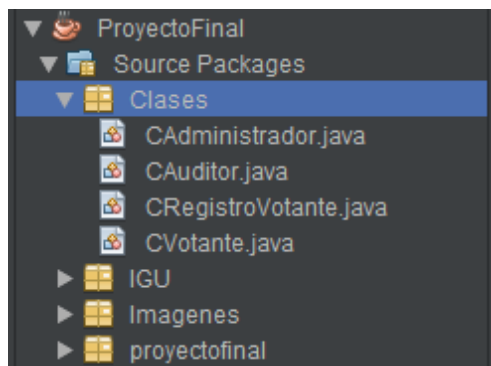 ProyectoFinal
Source Packages
Clases
CAdministrador.java
CAuditor.java
CRegistroVotante.java
CVotante.java
IGU
Imagenes
proyectofinal